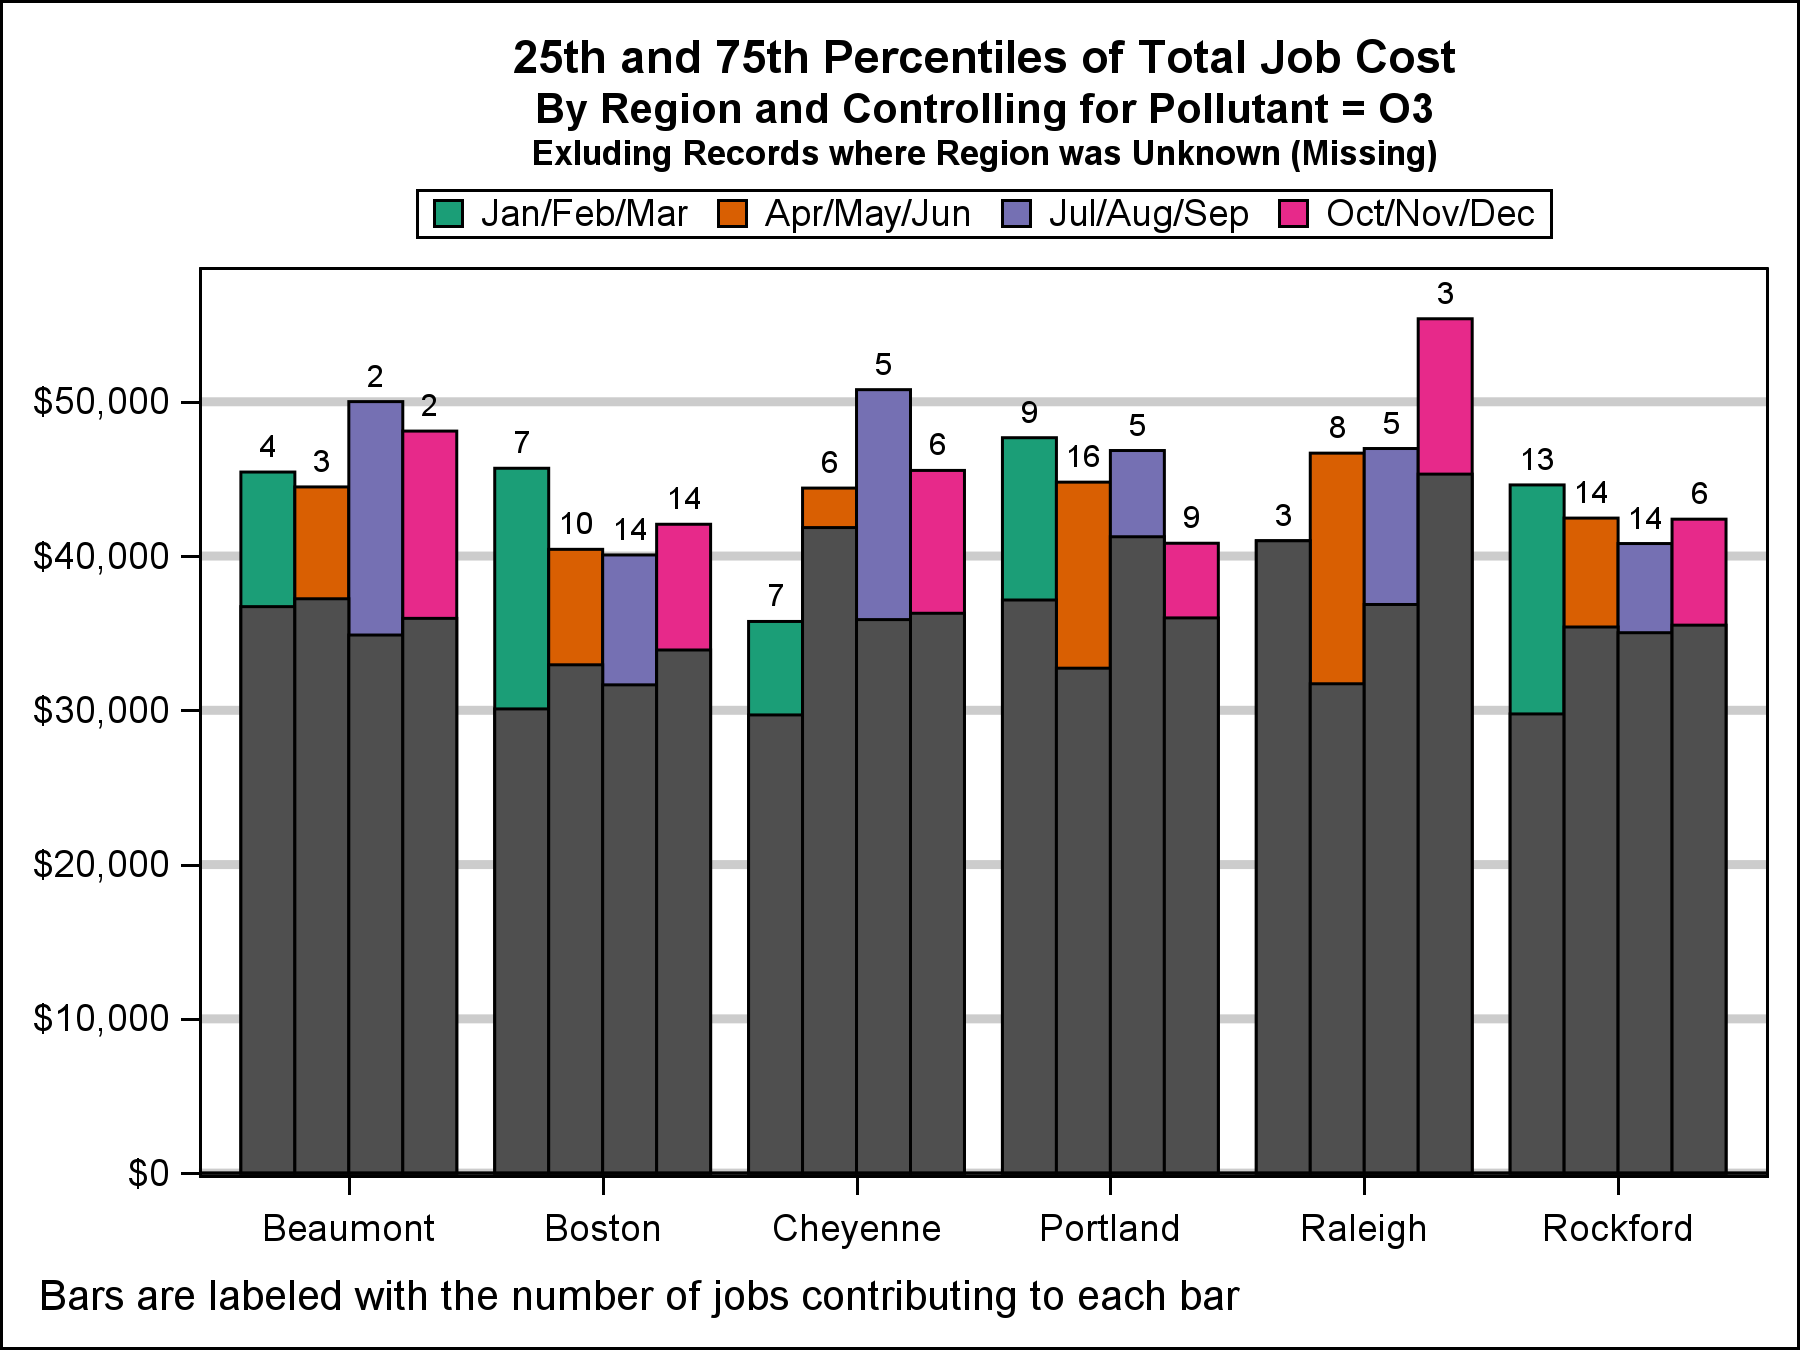 25th and 75th Percentiles of Total Job Cost
By Region and Controlling for Pollutant = O3
Exluding Records where Region was Unknown (Missing)
Jan/Feb/Mar Apr/May/Jun Jul/Aug/Sep Oct/Nov/Dec
$50,000
$40,000
$30,000
$20,000
$10,000
$0
4 3 2 2
7 10 14 14
7 6 5 6
9 16 5 9
3 8 5 3
13 14 14 6
Beaumont Boston Cheyenne Portland Raleigh Rockford
Bars are labeled with the number of jobs contributing to each bar